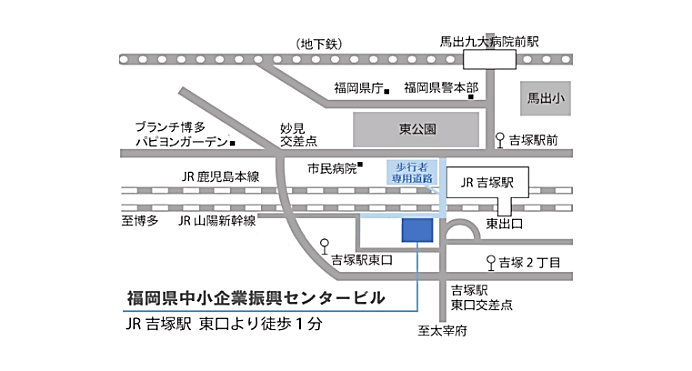 (地下鉄)
馬出九大病院前駅
福岡県庁
福岡県警本部
馬出小
ブランチ博多
パピヨンガーデン
妙見
交差点
東公園
吉塚駅前
市民病院
歩行者
専用道路
JR 鹿児島本線
JR 吉塚駅
至博多
JR 山陽新幹線
東出口
吉塚駅東口
吉塚 2 丁目
福岡県中小企業振興センタービル
吉塚駅
東口交差点
JR 吉塚駅 東口より徒歩 1 分
至太宰府